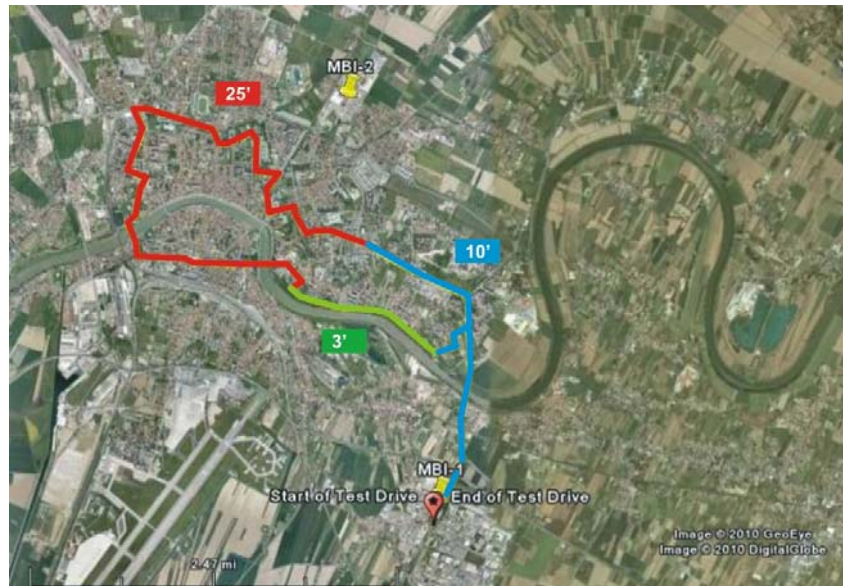 MBI-2
25'
10'
3'
MBI-1
Start of Test Drive
End of Test Drive
Image © 2010 GeoEye
Image © 2010 DigitalGlobe
2.47 mi